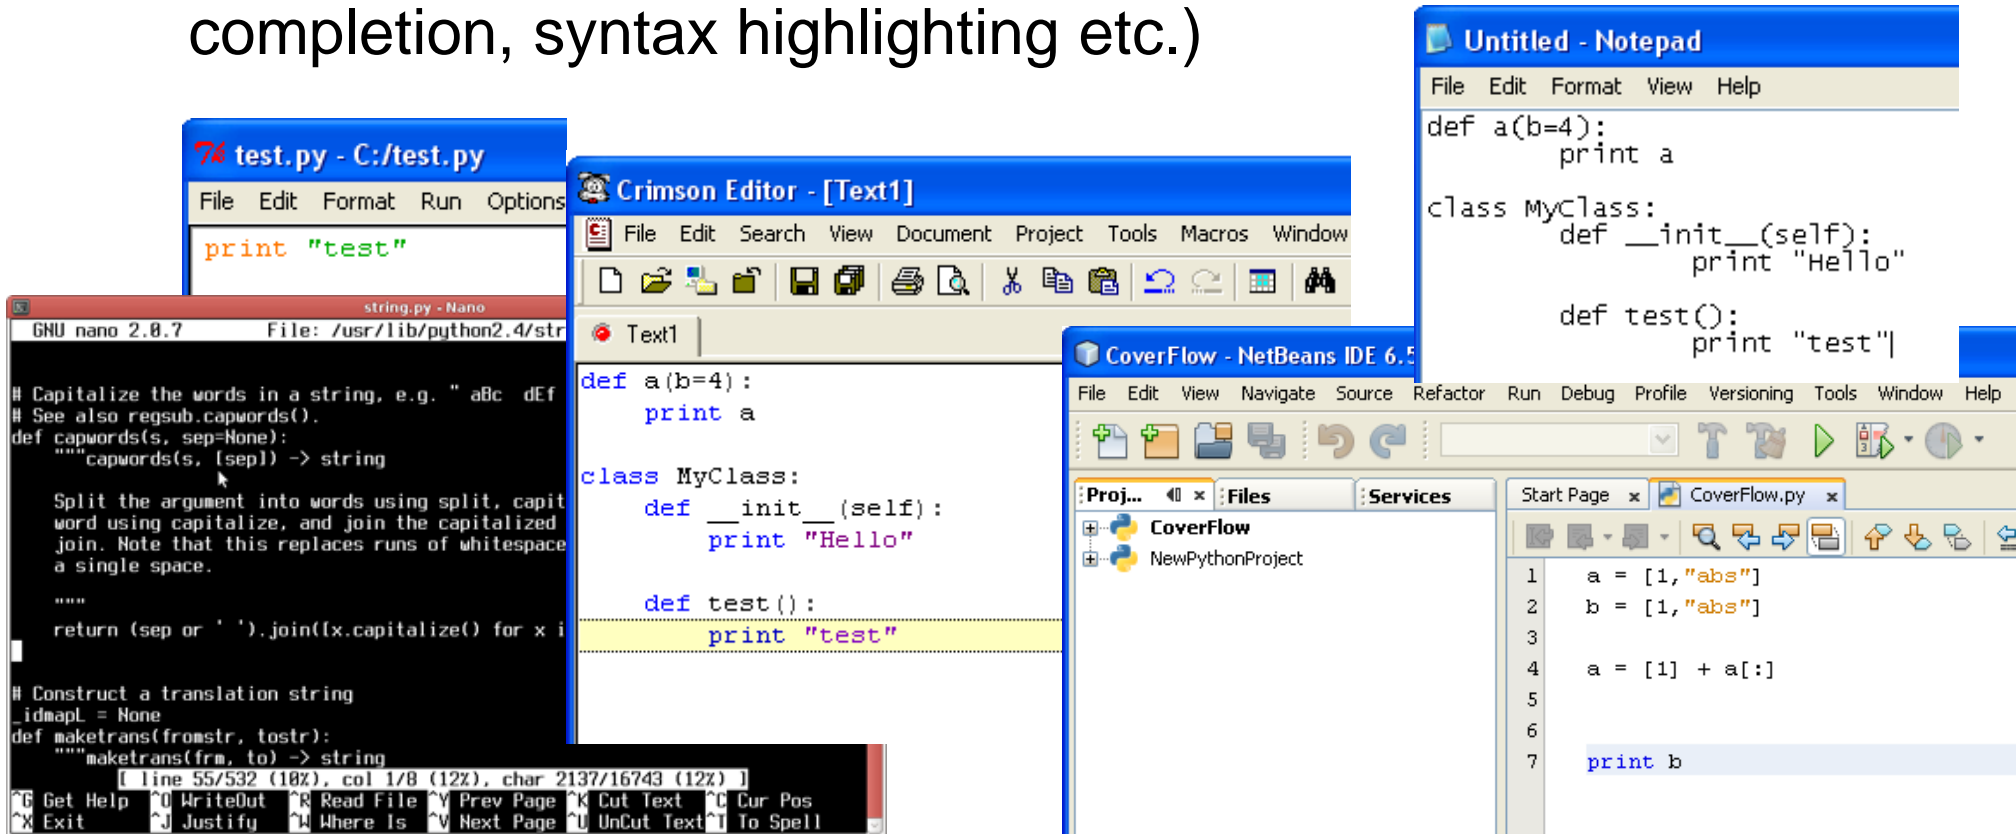 completion, syntax highlighting etc.)
Untitled - Notepad
File Edit Format View Help
def a(b=4):
print a
class MyClass:
def __init__(self):
print "Hello"
def test():
print "test"
test.py - C:/test.py
File Edit Format Run Options
print "test"
Crimson Editor - [Text1]
File Edit Search View Document Project Tools Macros Window
Text1
def a(b=4):
print a
class MyClass:
def __init__(self):
print "Hello"
def test():
print "test"
string.py - Nano
GNU nano 2.0.7 File: /usr/lib/python2.4/str
# Capitalize the words in a string, e.g. " aBc dEf
# See also regsub.capwords().
def capwords(s, sep=None):
"""capwords(s, [sep]) -> string
Split the argument into words using split, capit
word using capitalize, and join the capitalized
join. Note that this replaces runs of whitespace
a single space.
"""
return (sep or ' ').join([x.capitalize() for x i
# Construct a translation string
_idmapL = None
def maketrans(fromstr, tostr):
"""maketrans(frm, to) -> string
[ line 55/532 (10%), col 1/8 (12%), char 2137/16743 (12%) ]
^G Get Help ^O WriteOut ^R Read File ^Y Prev Page ^K Cut Text ^C Cur Pos
^X Exit ^J Justify ^W Where Is ^V Next Page ^U UnCut Text ^T To Spell
CoverFlow - NetBeans IDE 6.5
File Edit View Navigate Source Refactor Run Debug Profile Versioning Tools Window Help
Proj... Files Services
CoverFlow
NewPythonProject
Start Page CoverFlow.py
1 a = [1,"abs"]
2 b = [1,"abs"]
3
4 a = [1] + a[:]
5
6
7 print b